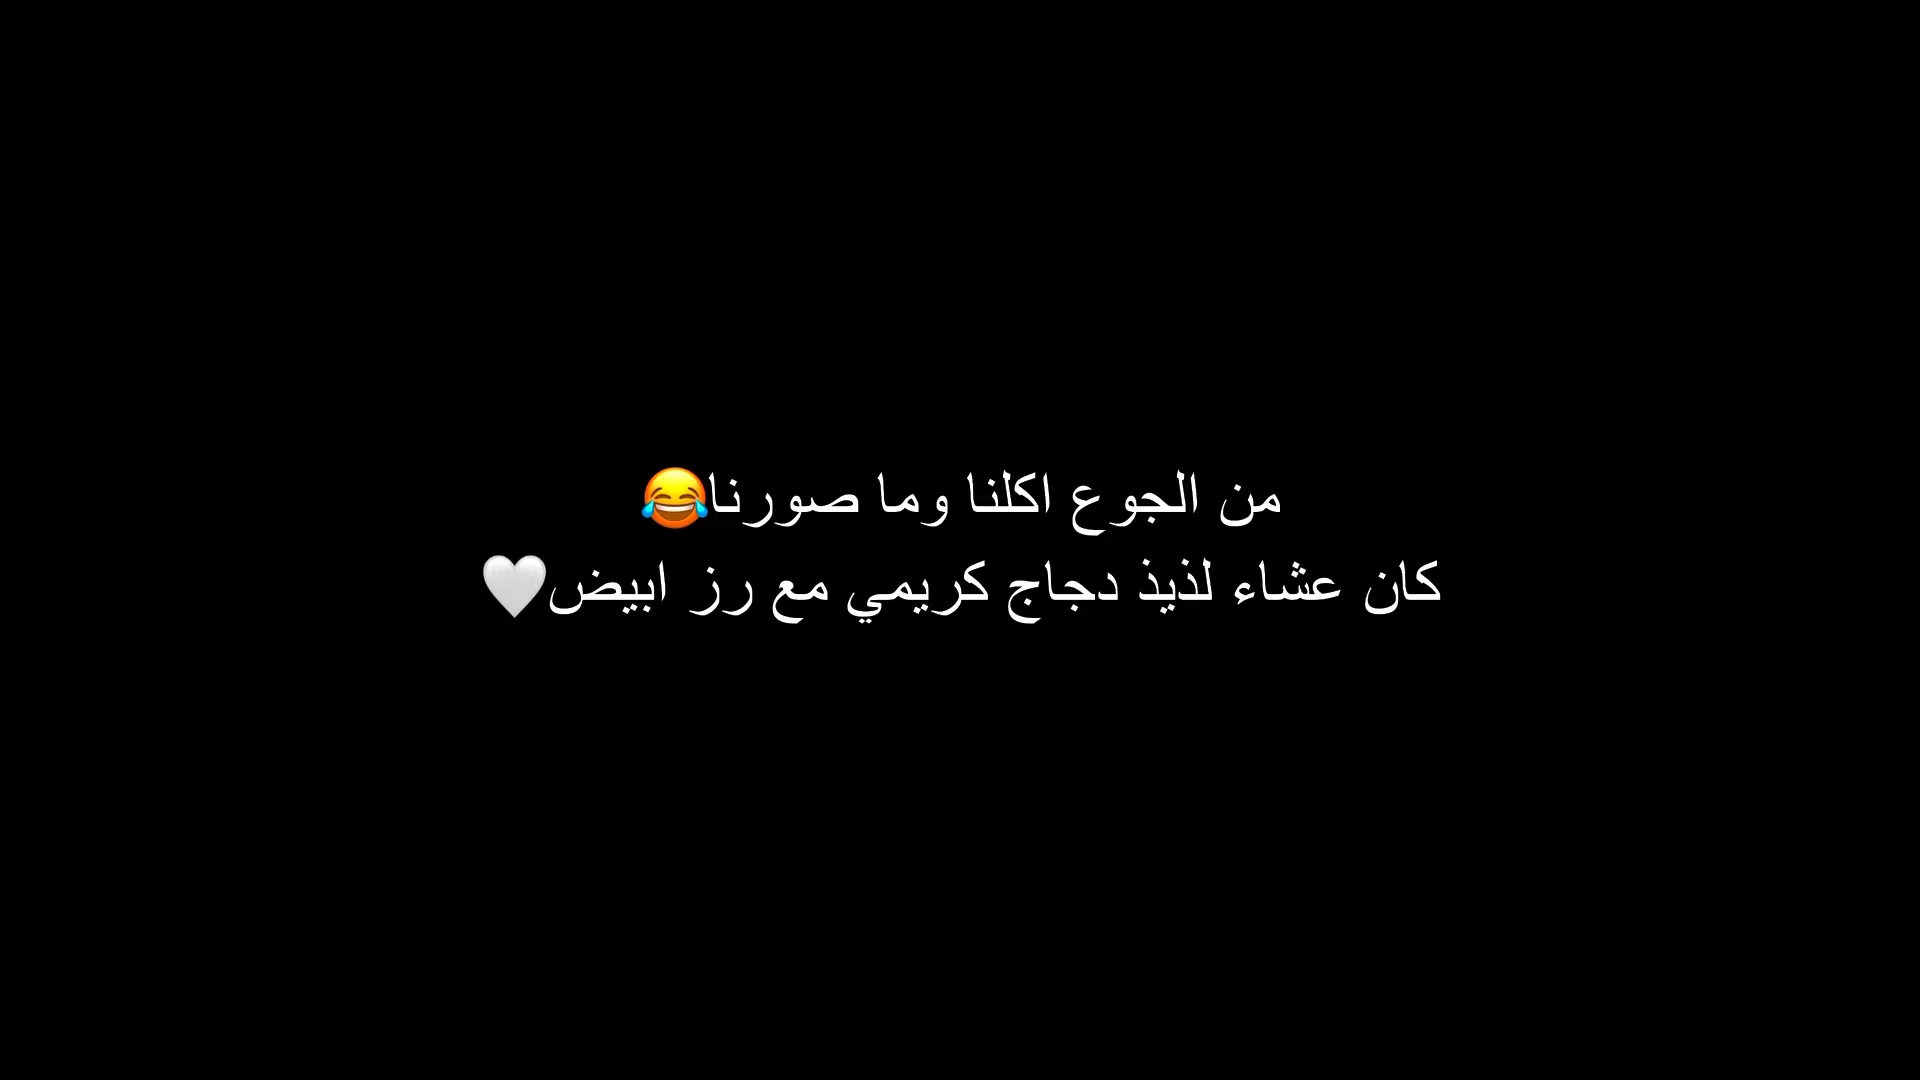 من الجوع اكلنا وما صورنا😂
كان عشاء لذيذ دجاج كريمي مع رز ابيض🤍